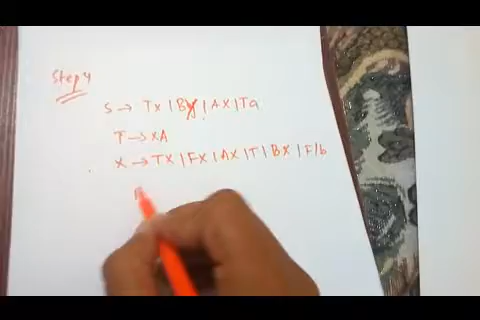 Step 4
S → TX | BX | AX | Ta
T → XA
X → TX | FX | AX | T | BX | F | b